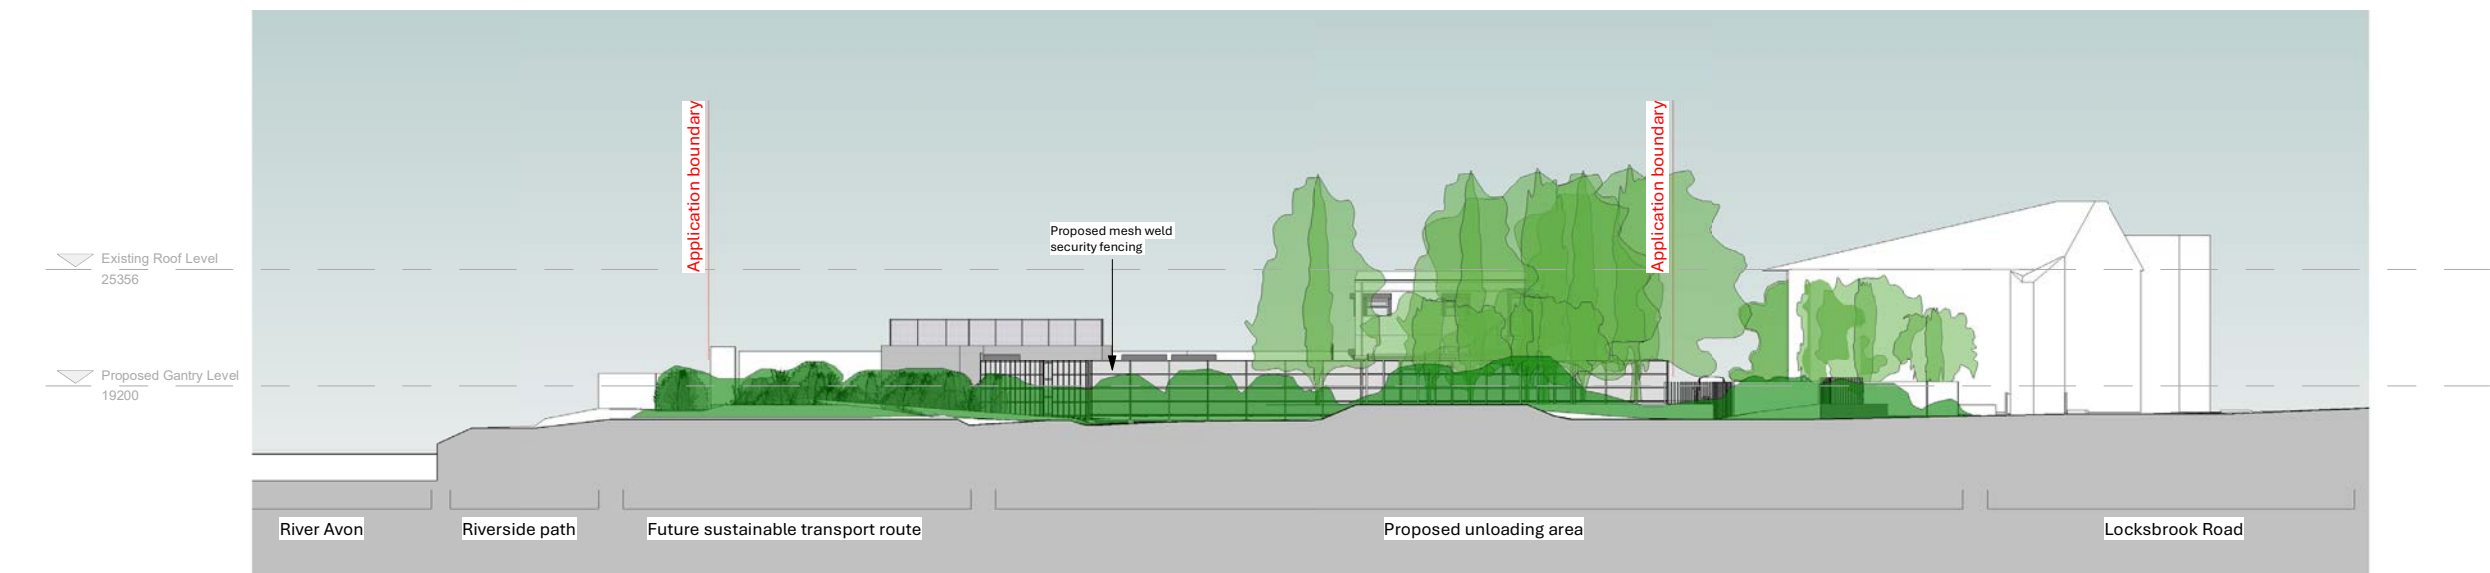 Application boundary
Application boundary
Proposed mesh weld
security fencing
Existing Roof Level
25356
Proposed Gantry Level
19200
River Avon
Riverside path
Future sustainable transport route
Proposed unloading area
Locksbrook Road